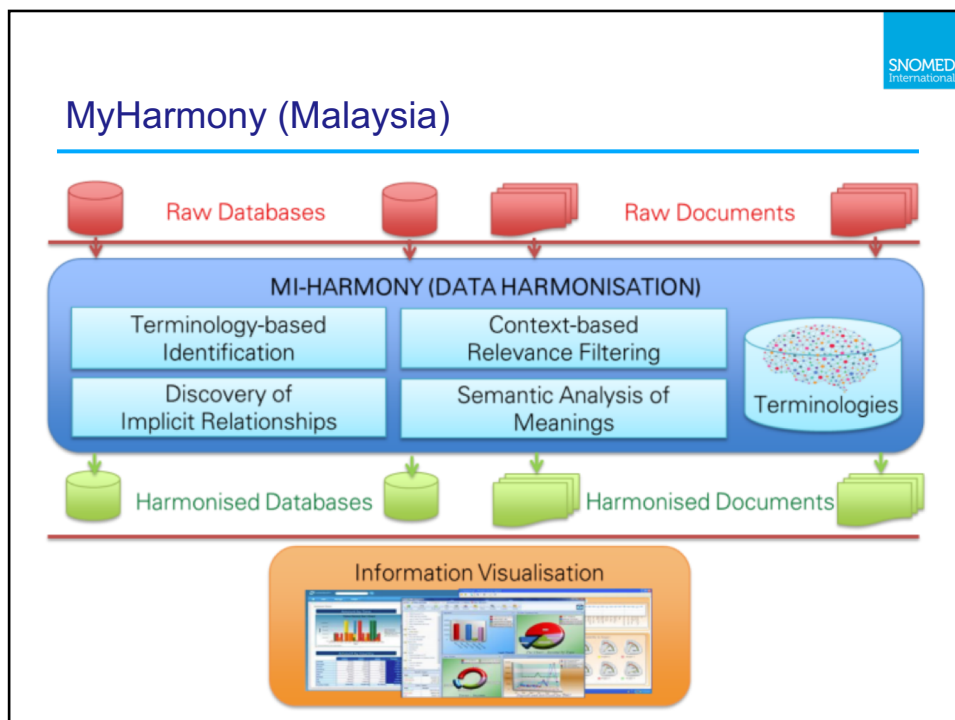 SNOMED
International
MyHarmony (Malaysia)
Raw Databases
Raw Documents
MI-HARMONY (DATA HARMONISATION)
Terminology-based
Identification
Context-based
Relevance Filtering
Discovery of
Implicit Relationships
Semantic Analysis of
Meanings
Terminologies
Harmonised Databases
Harmonised Documents
Information Visualisation